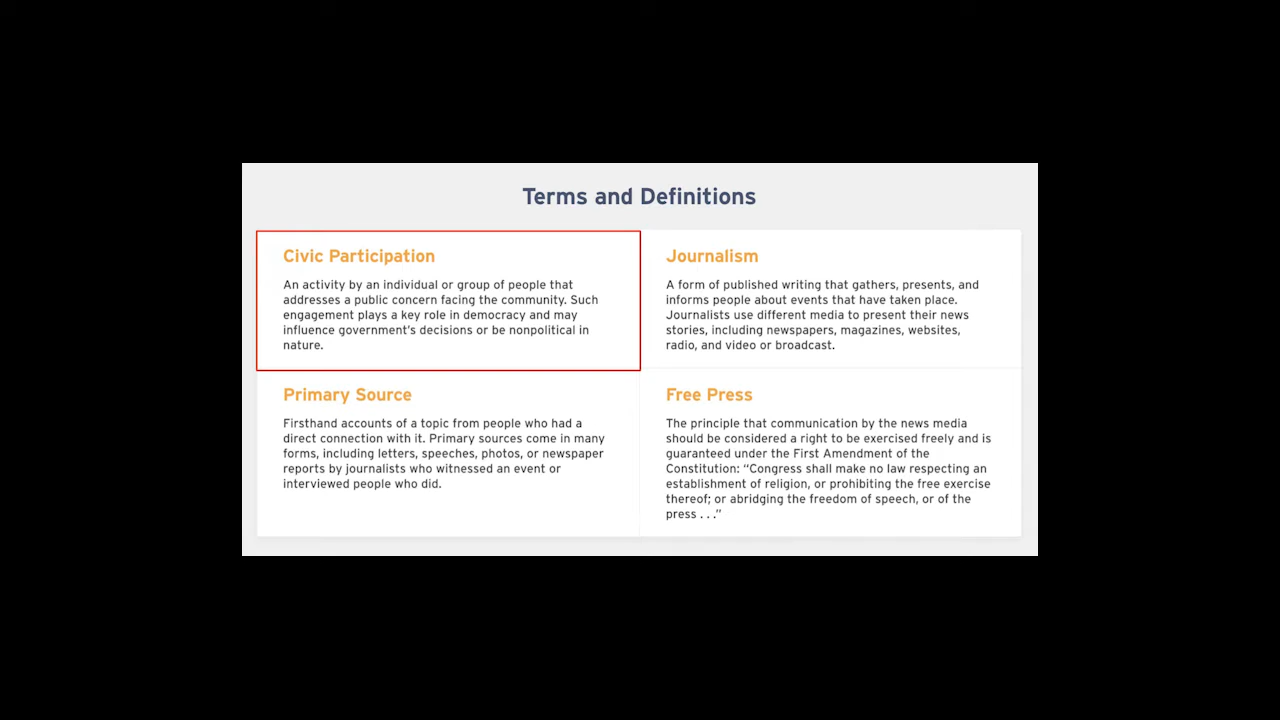 Terms and Definitions
Civic Participation
An activity by an individual or group of people that
addresses a public concern facing the community. Such
engagement plays a key role in democracy and may
influence government's decisions or be nonpolitical in
nature.
Journalism
A form of published writing that gathers, presents, and
informs people about events that have taken place.
Journalists use different media to present their news
stories, including newspapers, magazines, websites,
radio, and video or broadcast.
Primary Source
Firsthand accounts of a topic from people who had a
direct connection with it. Primary sources come in many
forms, including letters, speeches, photos, or newspaper
reports by journalists who witnessed an event or
interviewed people who did.
Free Press
The principle that communication by the news media
should be considered a right to be exercised freely and is
guaranteed under the First Amendment of the
Constitution: “Congress shall make no law respecting an
establishment of religion, or prohibiting the free exercise
thereof; or abridging the freedom of speech, or of the
press . . .”